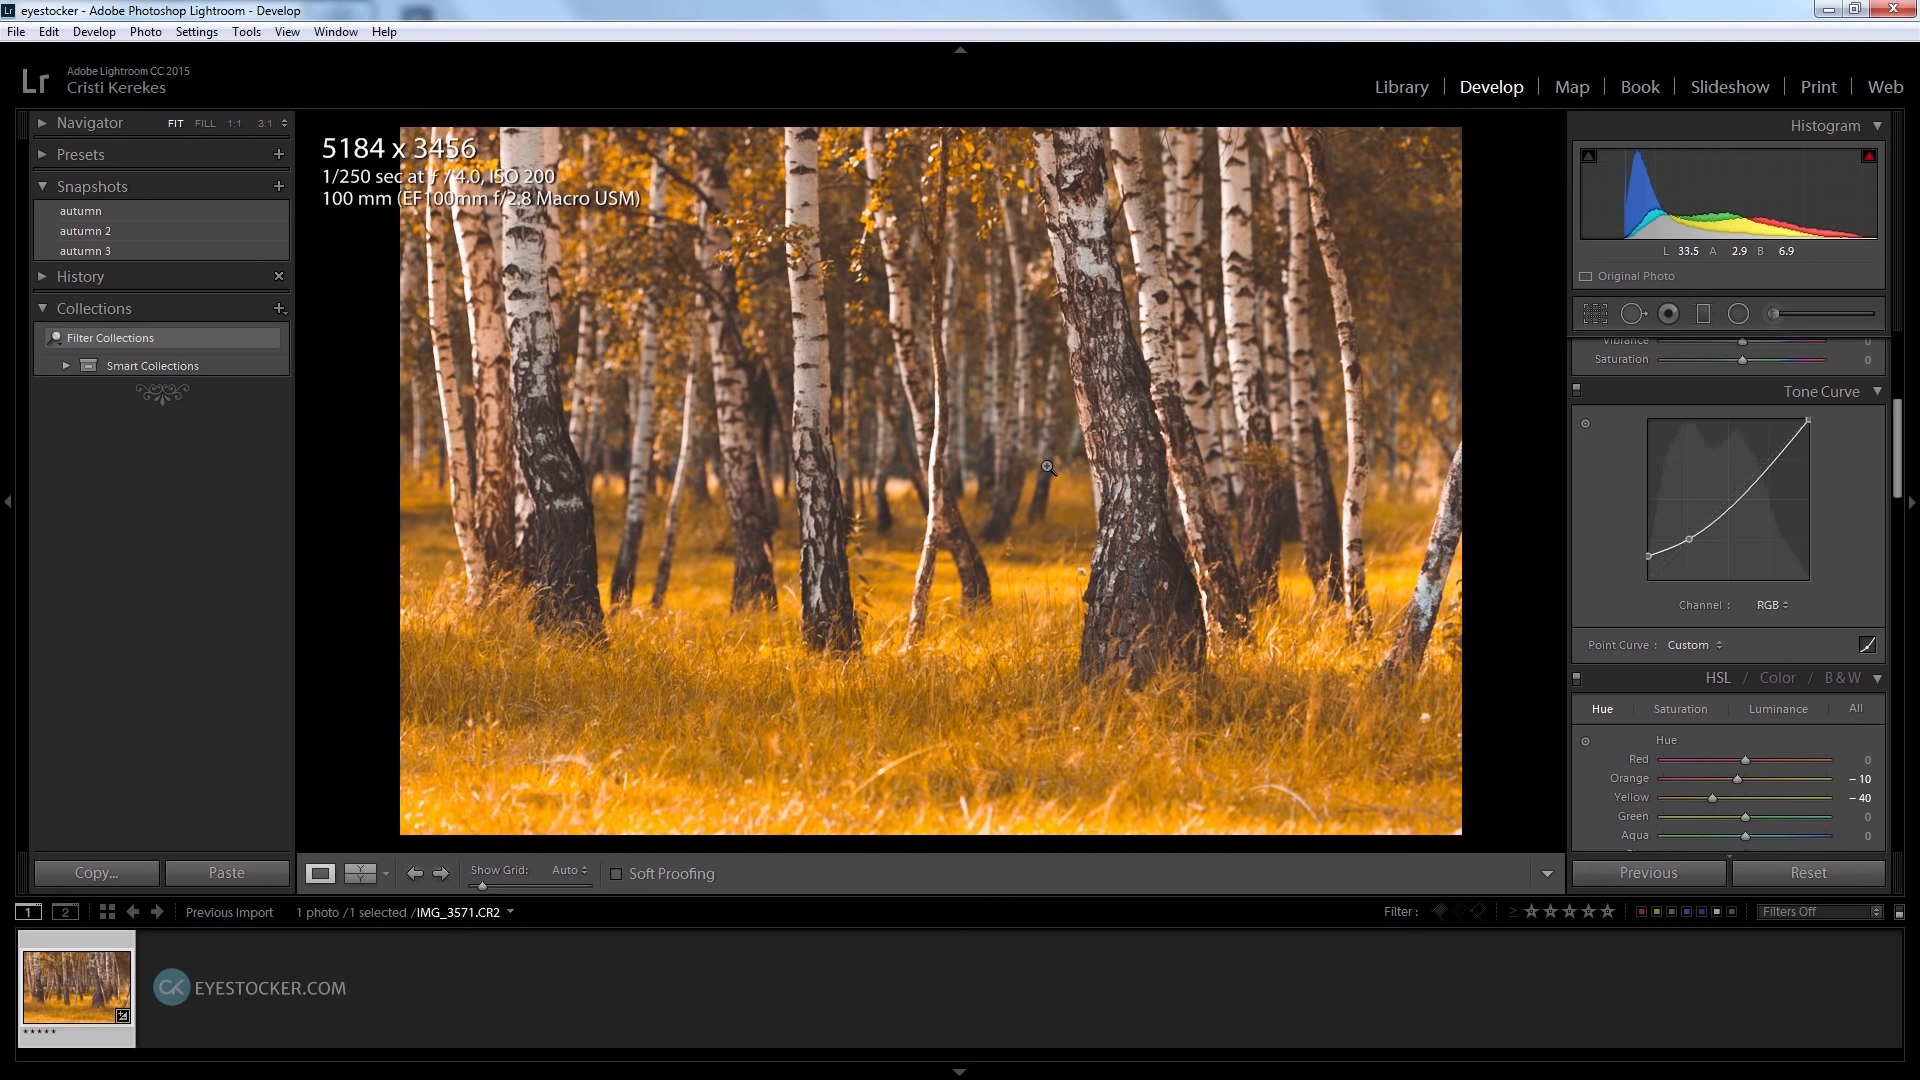 Lr eyestocker - Adobe Photoshop Lightroom - Develop
File Edit Develop Photo Settings Tools View Window Help
Lr
Adobe Lightroom CC 2015
Cristi Kerekes
Library Develop Map Book Slideshow Print Web
Navigator FIT FILL 1:1 3:1
Presets
Snapshots
autumn
autumn 2
autumn 3
History
Collections
Filter Collections
Smart Collections
Copy... Paste
5184 x 3456
1/250 sec at ƒ / 4.0, ISO 200
100 mm (EF100mm f/2.8 Macro USM)
Histogram
L 33.5 A 2.9 B 6.9
Original Photo
Vibrance 0
Saturation 0
Tone Curve
Channel : RGB
Point Curve : Custom
HSL / Color / B & W
Hue Saturation Luminance All
Hue
Red 0
Orange – 10
Yellow – 40
Green 0
Aqua 0
Previous Reset
Show Grid: Auto
Soft Proofing
1 2 Previous Import 1 photo /1 selected /IMG_3571.CR2
Filter : ≥ Filters Off
CK EYESTOCKER.COM